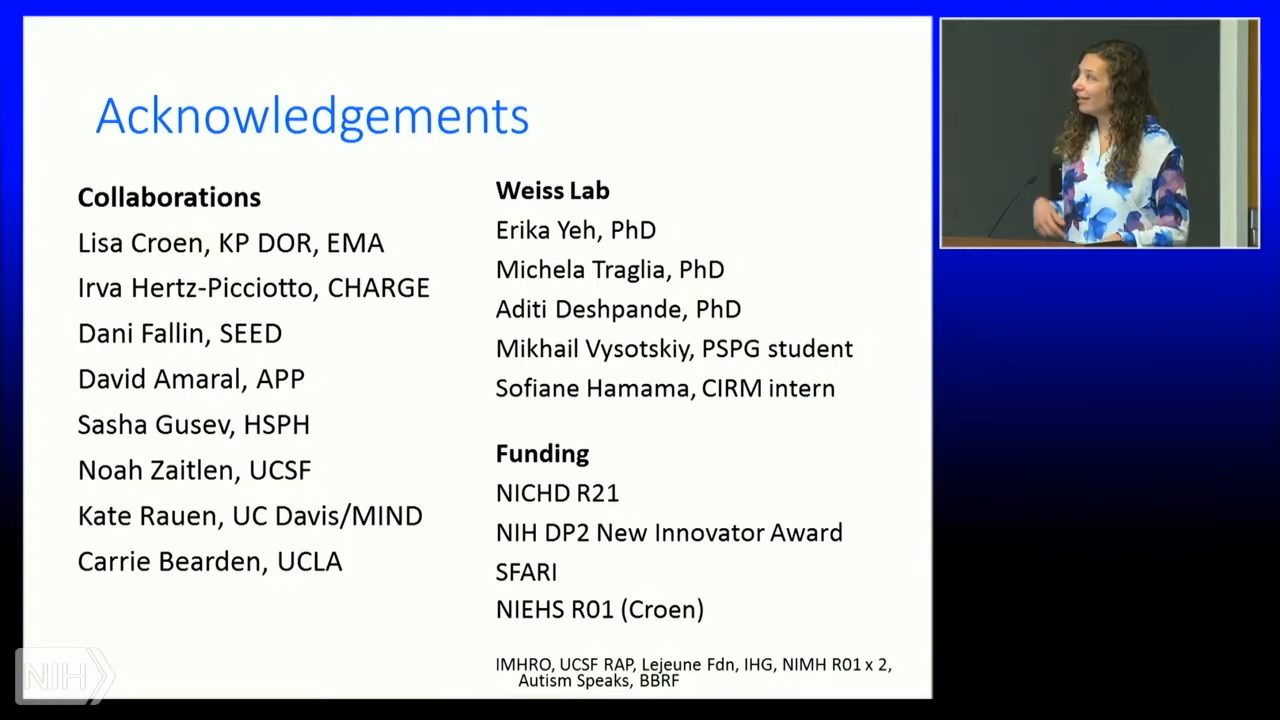 Acknowledgements
Collaborations
Lisa Croen, KP DOR, EMA
Irva Hertz-Picciotto, CHARGE
Dani Fallin, SEED
David Amaral, APP
Sasha Gusev, HSPH
Noah Zaitlen, UCSF
Kate Rauen, UC Davis/MIND
Carrie Bearden, UCLA
Weiss Lab
Erika Yeh, PhD
Michela Traglia, PhD
Aditi Deshpande, PhD
Mikhail Vysotskiy, PSPG student
Sofiane Hamama, CIRM intern
Funding
NICHD R21
NIH DP2 New Innovator Award
SFARI
NIEHS R01 (Croen)
IMHRO, UCSF RAP, Lejeune Fdn, IHG, NIMH R01 x 2,
Autism Speaks, BBRF
NIH